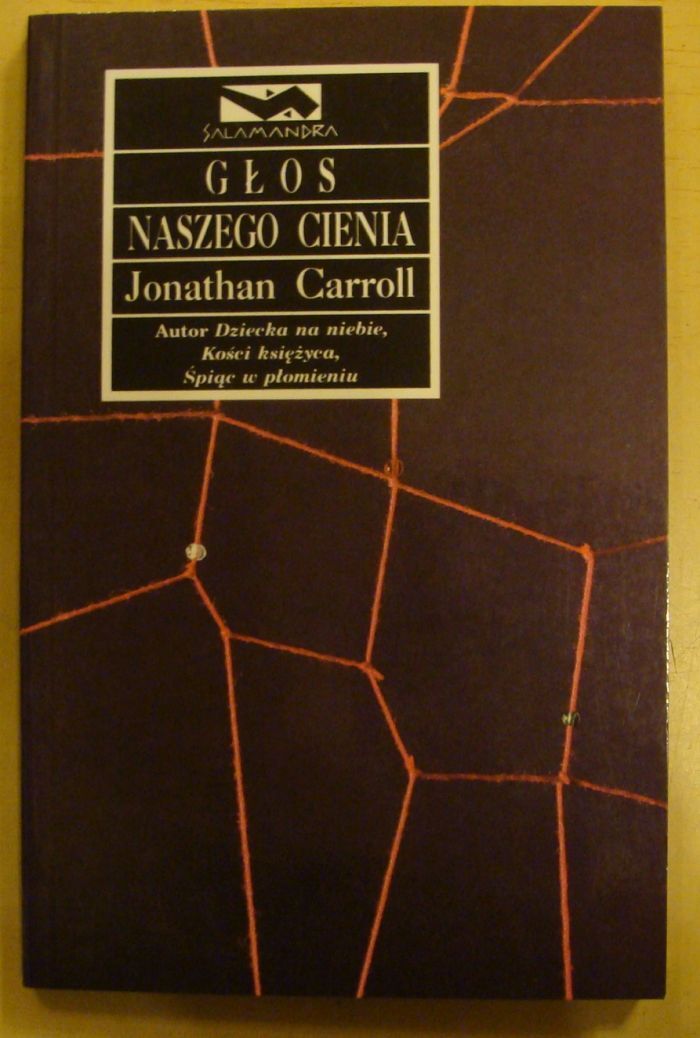 SALAMANDRA
GŁOS
NASZEGO CIENIA
Jonathan Carroll
Autor Dziecka na niebie,
Kości księżyca,
Śpiąc w płomieniu